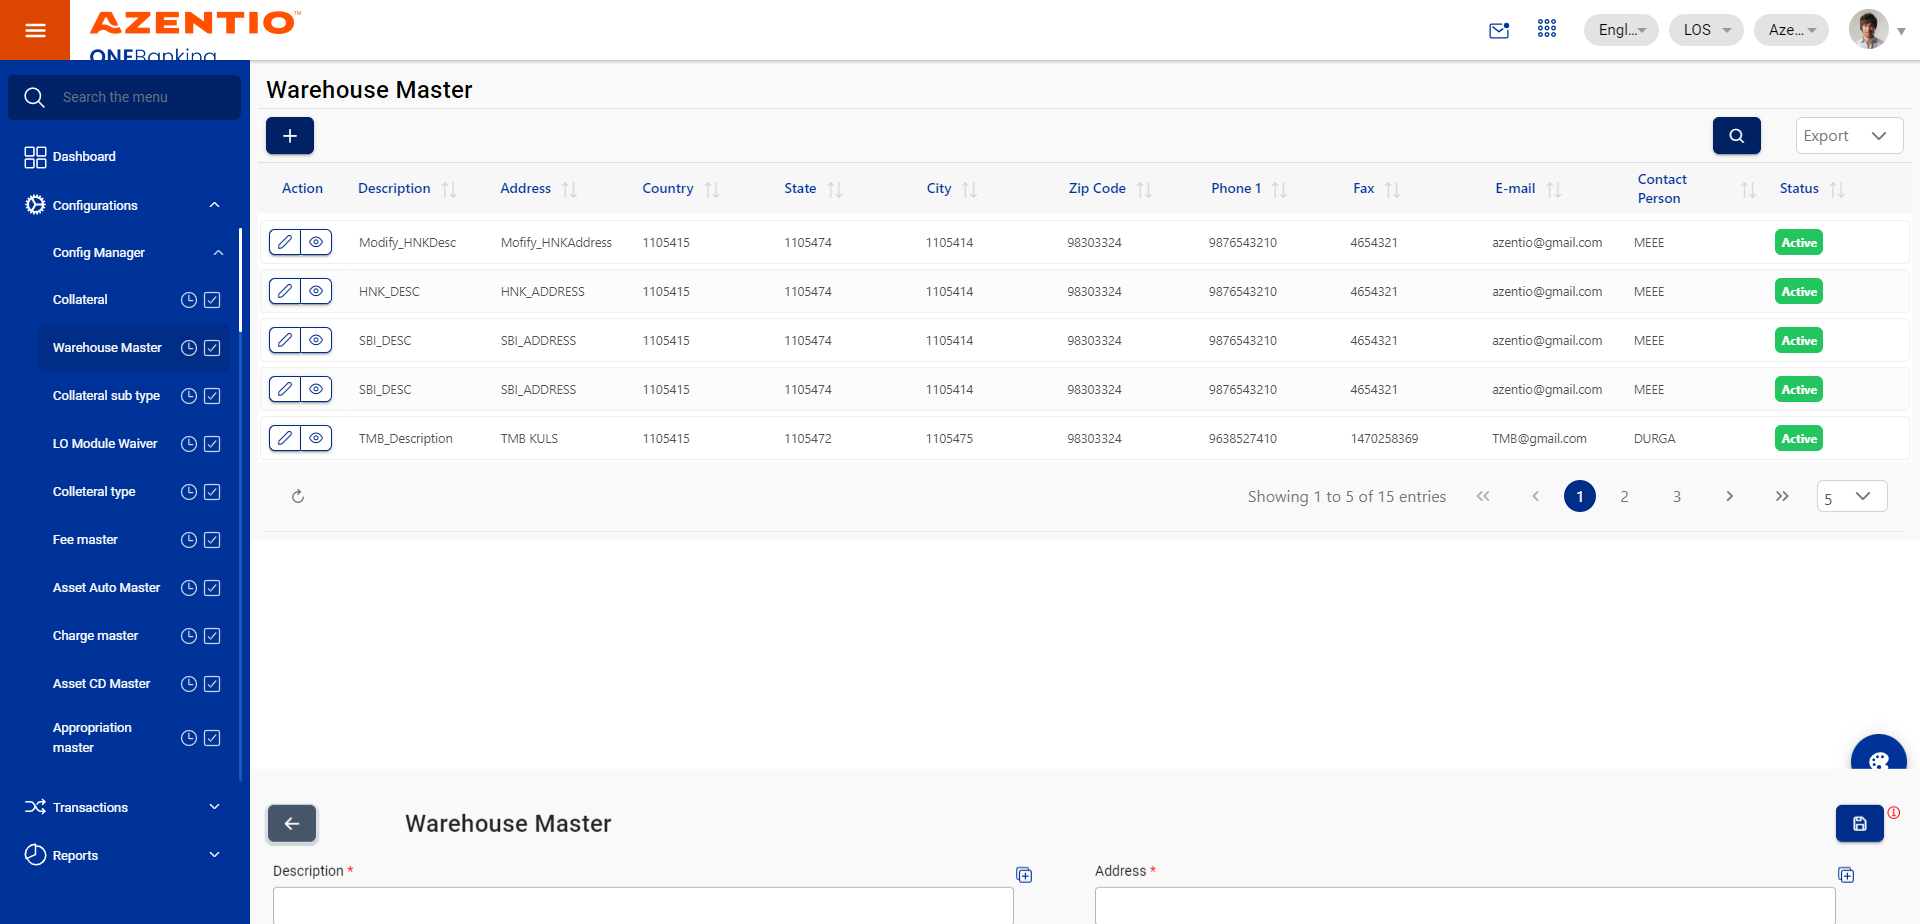 AZENTIO™
ONEBanking
Engl...
LOS
Aze...
Search the menu
Dashboard
Configurations
Config Manager
Collateral
Warehouse Master
Collateral sub type
LO Module Waiver
Colleteral type
Fee master
Asset Auto Master
Charge master
Asset CD Master
Appropriation
master
Transactions
Reports
Warehouse Master
Export
Action Description Address Country State City Zip Code Phone 1 Fax E-mail Contact Person Status
Modify_HNKDesc Mofify_HNKAddress 1105415 1105474 1105414 98303324 9876543210 4654321 azentio@gmail.com MEEE Active
HNK_DESC HNK_ADDRESS 1105415 1105474 1105414 98303324 9876543210 4654321 azentio@gmail.com MEEE Active
SBI_DESC SBI_ADDRESS 1105415 1105474 1105414 98303324 9876543210 4654321 azentio@gmail.com MEEE Active
SBI_DESC SBI_ADDRESS 1105415 1105474 1105414 98303324 9876543210 4654321 azentio@gmail.com MEEE Active
TMB_Description TMB KULS 1105415 1105472 1105475 98303324 9638527410 1470258369 TMB@gmail.com DURGA Active
Showing 1 to 5 of 15 entries 1 2 3 5
Warehouse Master
Description * Address *